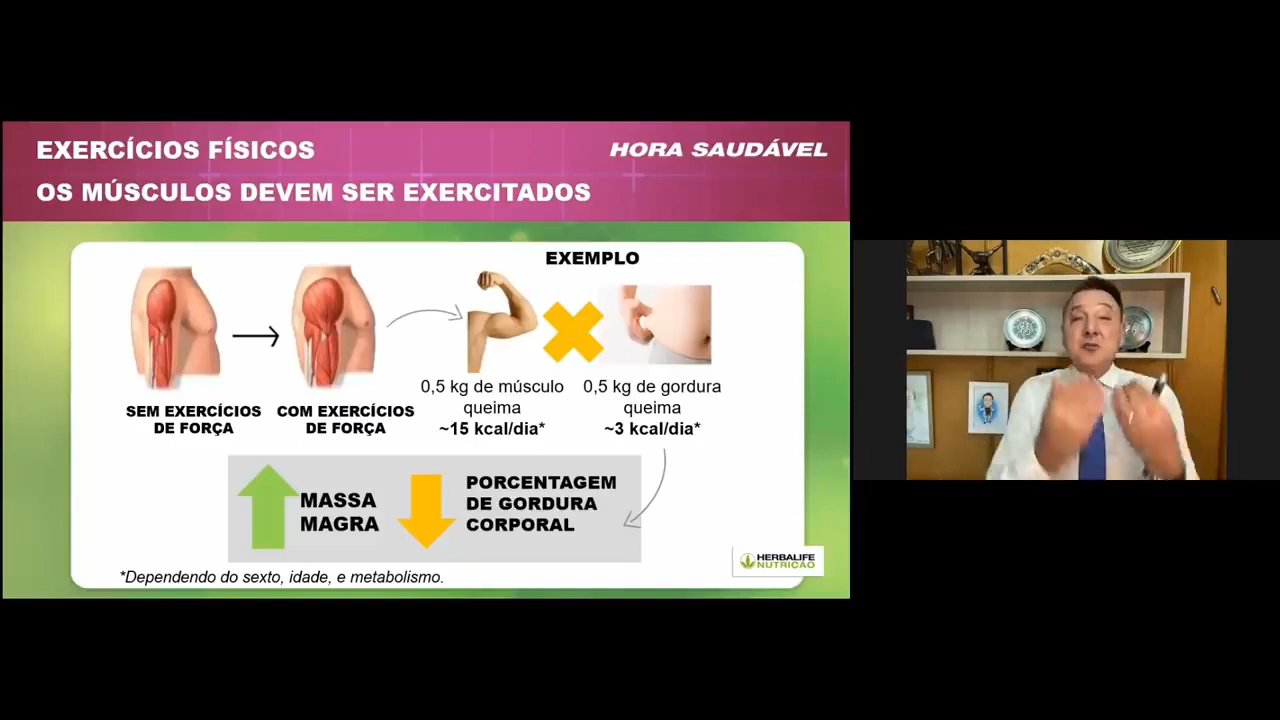 EXERCÍCIOS FÍSICOS
HORA SAUDÁVEL
OS MÚSCULOS DEVEM SER EXERCITADOS
EXEMPLO
SEM EXERCÍCIOS
DE FORÇA
COM EXERCÍCIOS
DE FORÇA
0,5 kg de músculo
queima
~15 kcal/dia*
0,5 kg de gordura
queima
~3 kcal/dia*
MASSA
MAGRA
PORCENTAGEM
DE GORDURA
CORPORAL
HERBALIFE
NUTRIÇÃO
*Dependendo do sexto, idade, e metabolismo.